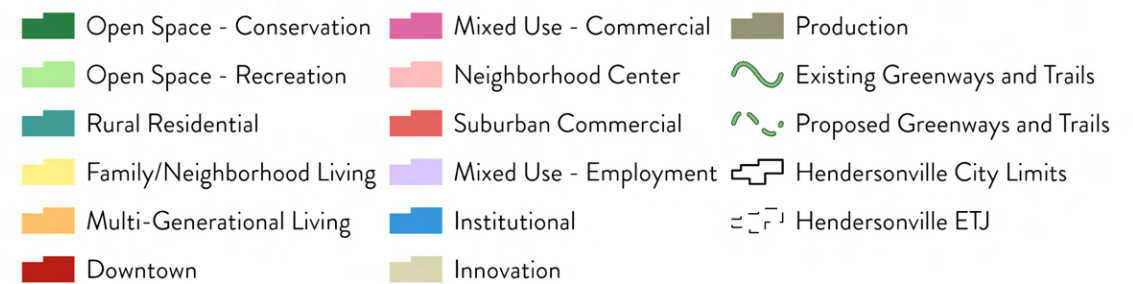 Open Space - Conservation
Open Space - Recreation
Rural Residential
Family/Neighborhood Living
Multi-Generational Living
Downtown
Mixed Use - Commercial
Neighborhood Center
Suburban Commercial
Mixed Use - Employment
Institutional
Innovation
Production
Existing Greenways and Trails
Proposed Greenways and Trails
Hendersonville City Limits
Hendersonville ETJ